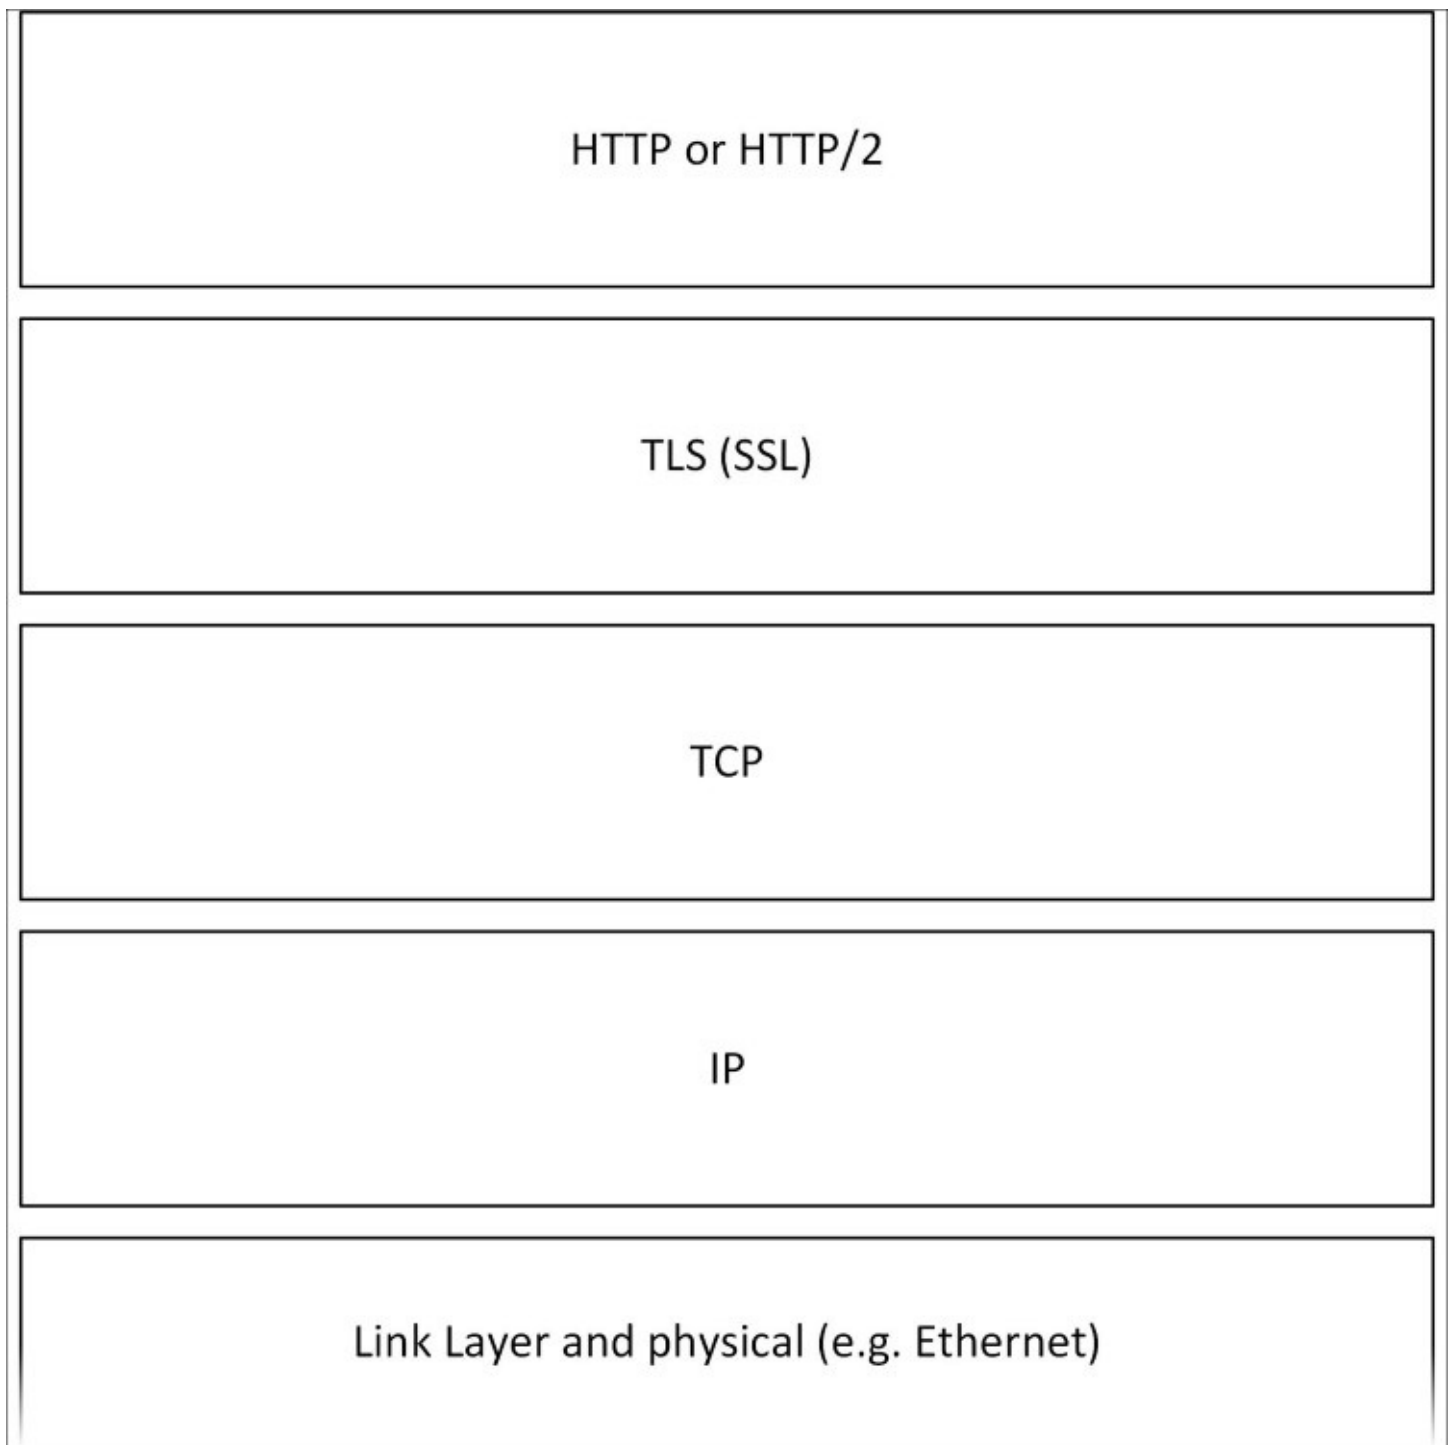 HTTP or HTTP/2
TLS (SSL)
TCP
IP
Link Layer and physical (e.g. Ethernet)